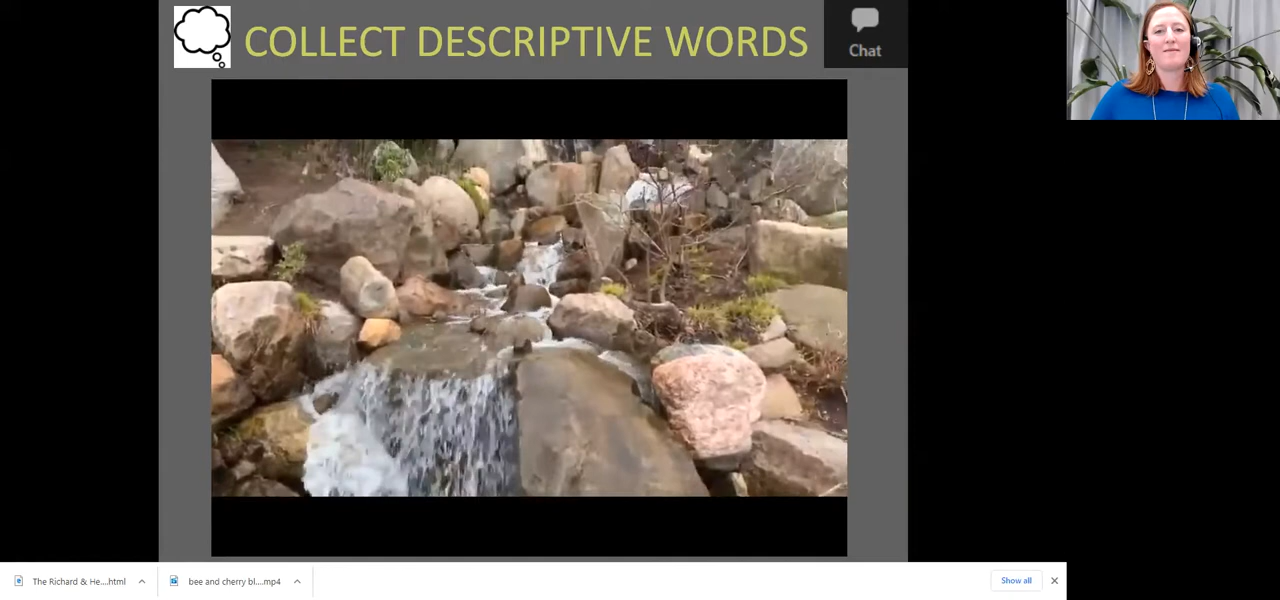 COLLECT DESCRIPTIVE WORDS
Chat
The Richard & He....html
bee and cherry bl....mp4
Show all